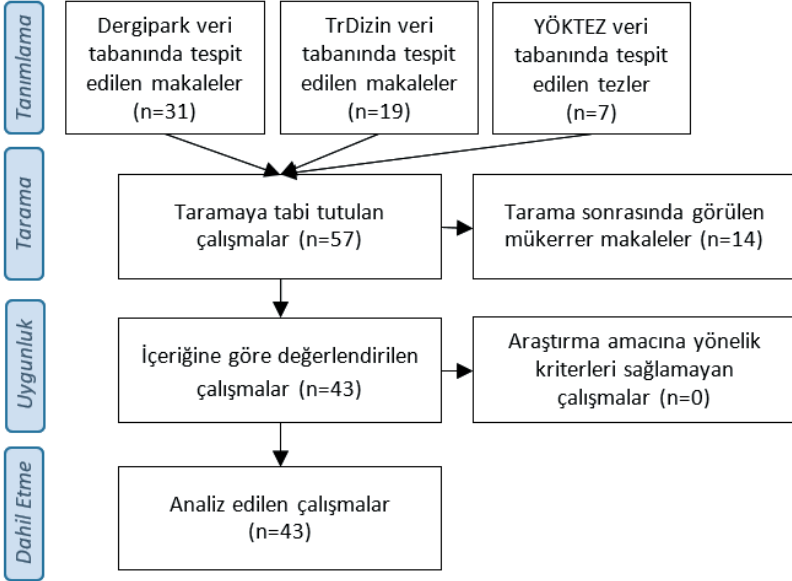 Tanımlama
Dergipark veri
tabanında tespit
edilen makaleler
(n=31)
TrDizin veri
tabanında tespit
edilen makaleler
(n=19)
YÖKTEZ veri
tabanında tespit
edilen tezler
(n=7)
Tarama
Taramaya tabi tutulan
çalışmalar (n=57)
Tarama sonrasında görülen
mükerrer makaleler (n=14)
Uygunluk
İçeriğine göre değerlendirilen
çalışmalar (n=43)
Araştırma amacına yönelik
kriterleri sağlamayan
çalışmalar (n=0)
Dahil Etme
Analiz edilen çalışmalar
(n=43)